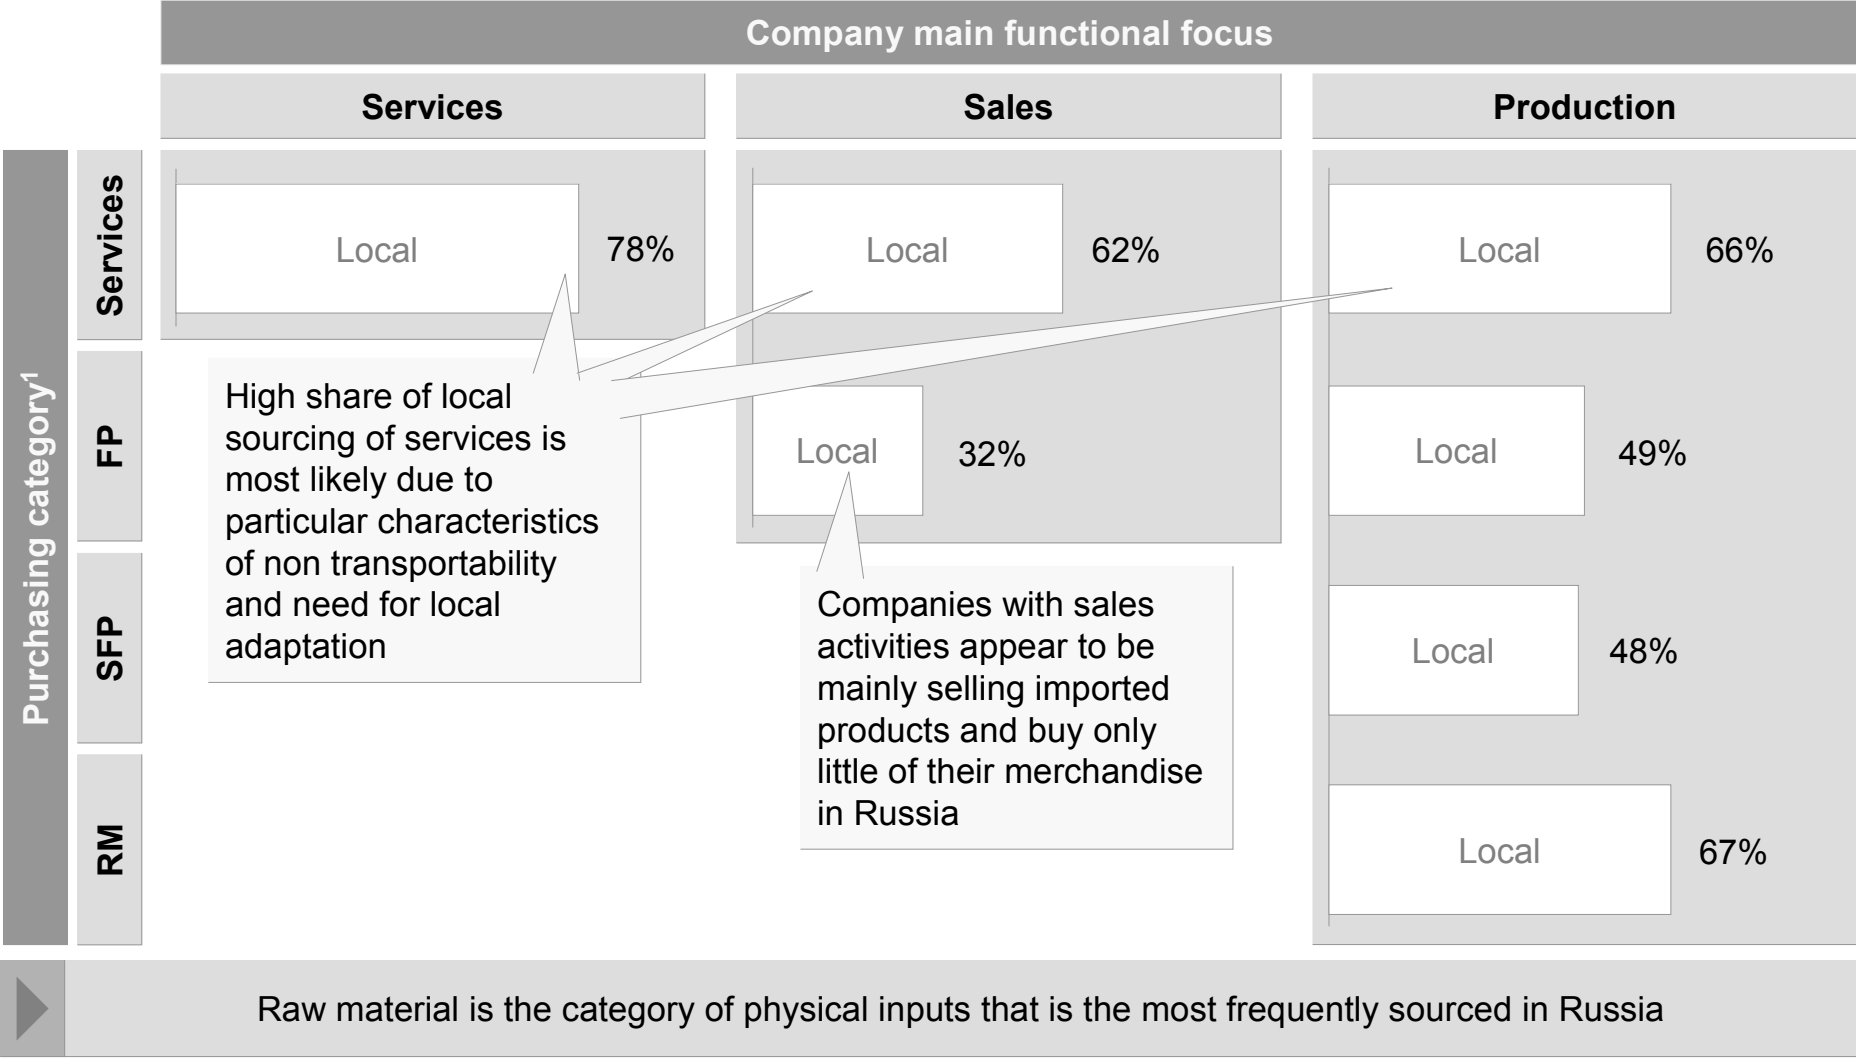 Company main functional focus
Services
Sales
Production
Purchasing category¹
Services
Local
78%
Local
62%
Local
66%
High share of local
sourcing of services is
most likely due to
particular characteristics
of non transportability
and need for local
adaptation
FP
Local
32%
Local
49%
Companies with sales
activities appear to be
mainly selling imported
products and buy only
little of their merchandise
in Russia
SFP
Local
48%
RM
Local
67%
Raw material is the category of physical inputs that is the most frequently sourced in Russia